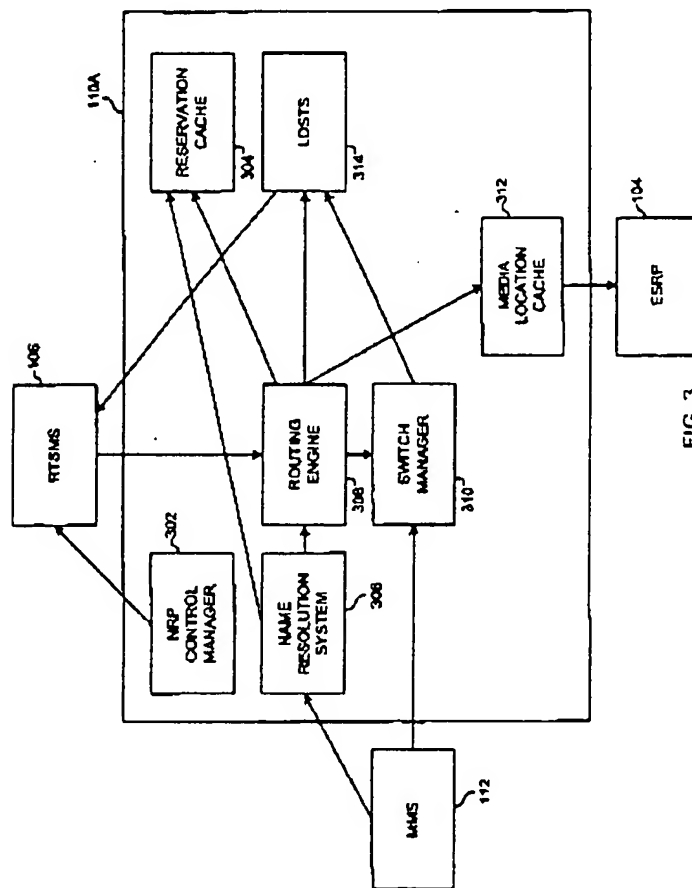 110A
RTSMS
106
NRP
CONTROL
MANAGER
302
RESERVATION
CACHE
304
NAME
RESSOLUTION
SYSTEM
ROUTING
ENGINE
LDSTS
314
SWITCH
MANAGER
310
MEDIA
LOCATION
CACHE
312
112
ESRP
104
FIG 3